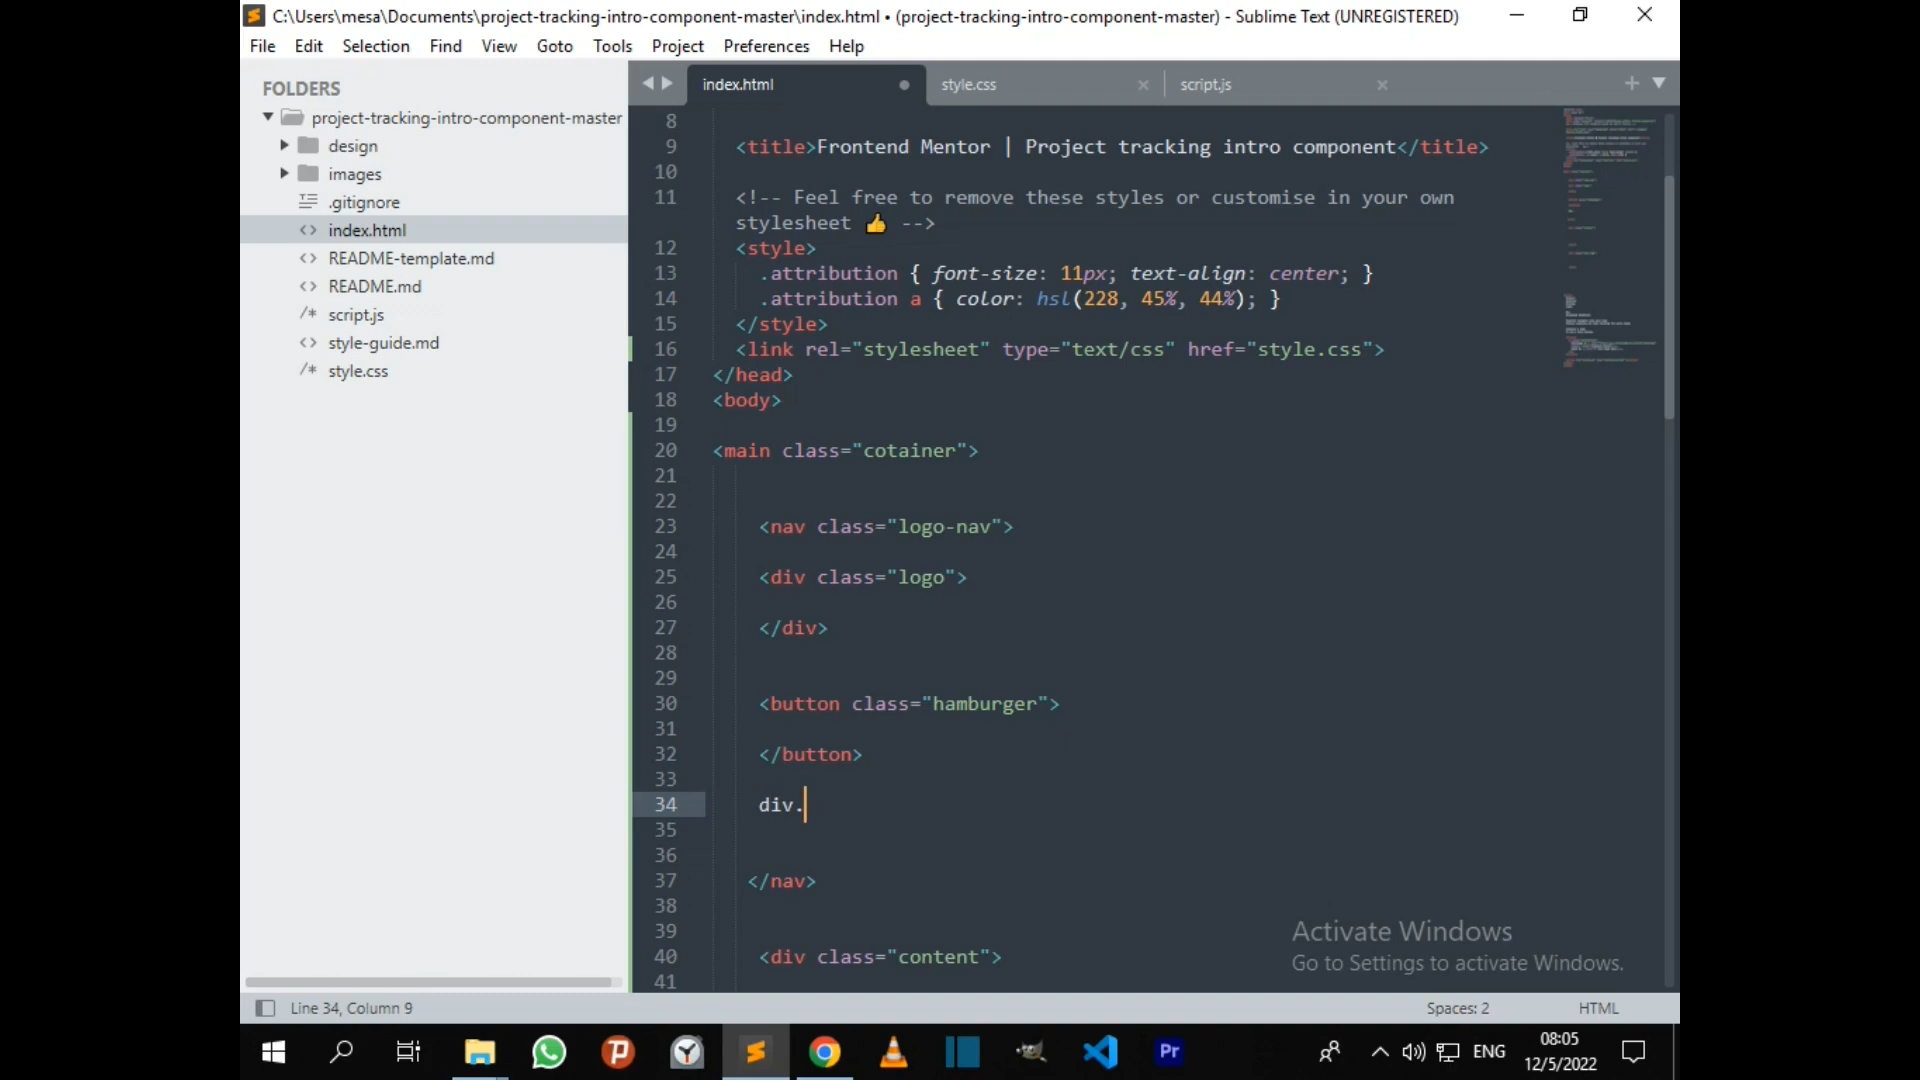 C:\Users\mesa\Documents\project-tracking-intro-component-master\index.html • (project-tracking-intro-component-master) - Sublime Text (UNREGISTERED)
File Edit Selection Find View Goto Tools Project Preferences Help
FOLDERS
project-tracking-intro-component-master
design
images
.gitignore
index.html
README-template.md
README.md
script.js
style-guide.md
style.css
index.html
style.css
script.js
8
9 <title>Frontend Mentor | Project tracking intro component</title>
10
11 <!-- Feel free to remove these styles or customise in your own
stylesheet 👍 -->
12 <style>
13 .attribution { font-size: 11px; text-align: center; }
14 .attribution a { color: hsl(228, 45%, 44%); }
15 </style>
16 <link rel="stylesheet" type="text/css" href="style.css">
17 </head>
18 <body>
19
20 <main class="cotainer">
21
22
23 <nav class="logo-nav">
24
25 <div class="logo">
26
27 </div>
28
29
30 <button class="hamburger">
31
32 </button>
33
34 div.
35
36
37 </nav>
38
39
40 <div class="content">
41
Activate Windows
Go to Settings to activate Windows.
Line 34, Column 9
Spaces: 2
HTML
Pr
ENG
08:05
12/5/2022